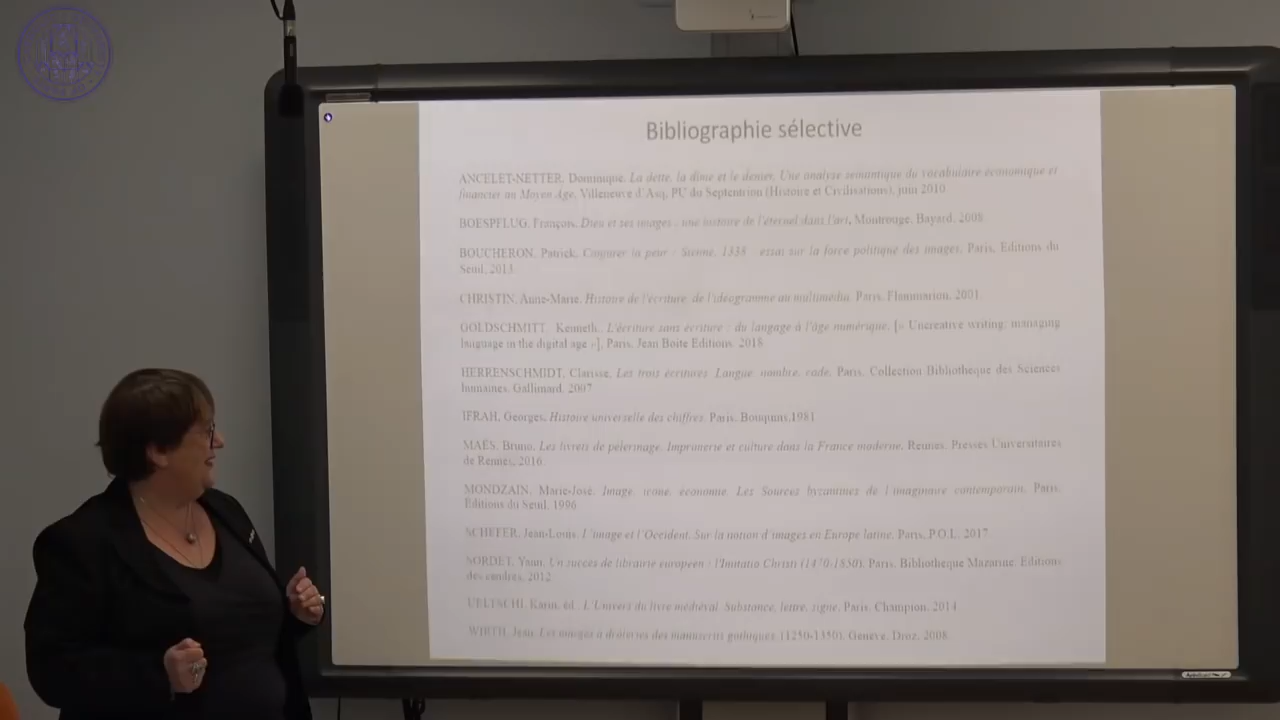 Bibliographie sélective
ANCELET-NETTER, Dominique, La dette, la dîme et le denier, Une analyse sémantique du vocabulaire économique et
financier au Moyen Age, Villeneuve d'Asq, PU du Septentrion (Histoire et Civilisations), juin 2010.
BOESPFLUG, François, Dieu et ses images : une histoire de l'éternel dans l'art, Montrouge, Bayard, 2008.
BOUCHERON, Patrick, Conjurer la peur : Sienne, 1338 : essai sur la force politique des images, Paris, Editions du
Seuil, 2013.
CHRISTIN, Anne-Marie, Histoire de l'écriture, de l'idéogramme au multimédia, Paris, Flammarion, 2001.
GOLDSCHMITT, Kenneth, L'écriture sans écriture : du langage à l'âge numérique, [« Uncreative writing: managing
language in the digital age »], Paris, Jean Boîte Editions, 2018.
HERRENSCHMIDT, Clarisse, Les trois écritures. Langue, nombre, code, Paris, Collection Bibliothèque des Sciences
humaines, Gallimard, 2007
IFRAH, Georges, Histoire universelle des chiffres, Paris, Bouquins,1981
MAËS, Bruno, Les livrets de pèlerinage. Imprimerie et culture dans la France moderne, Rennes, Presses Universitaires
de Rennes, 2016.
MONDZAIN, Marie-José, Image, icône, économie. Les Sources byzantines de l'imaginaire contemporain, Paris,
Editions du Seuil, 1996.
SCHEFER, Jean-Louis, L'image et l'Occident. Sur la notion d'images en Europe latine, Paris, P.O.L., 2017.
SORDET, Yann, Un succès de librairie européen : l'Imitatio Christi (1470-1850), Paris, Bibliothèque Mazarine, Editions
des cendres, 2012.
UELTSCHI, Karin, éd., L'Univers du livre médiéval. Substance, lettre, signe, Paris, Champion, 2014.
WIRTH, Jean, Les marges à drôleries des manuscrits gothiques, (1250-1350), Genève, Droz, 2008.